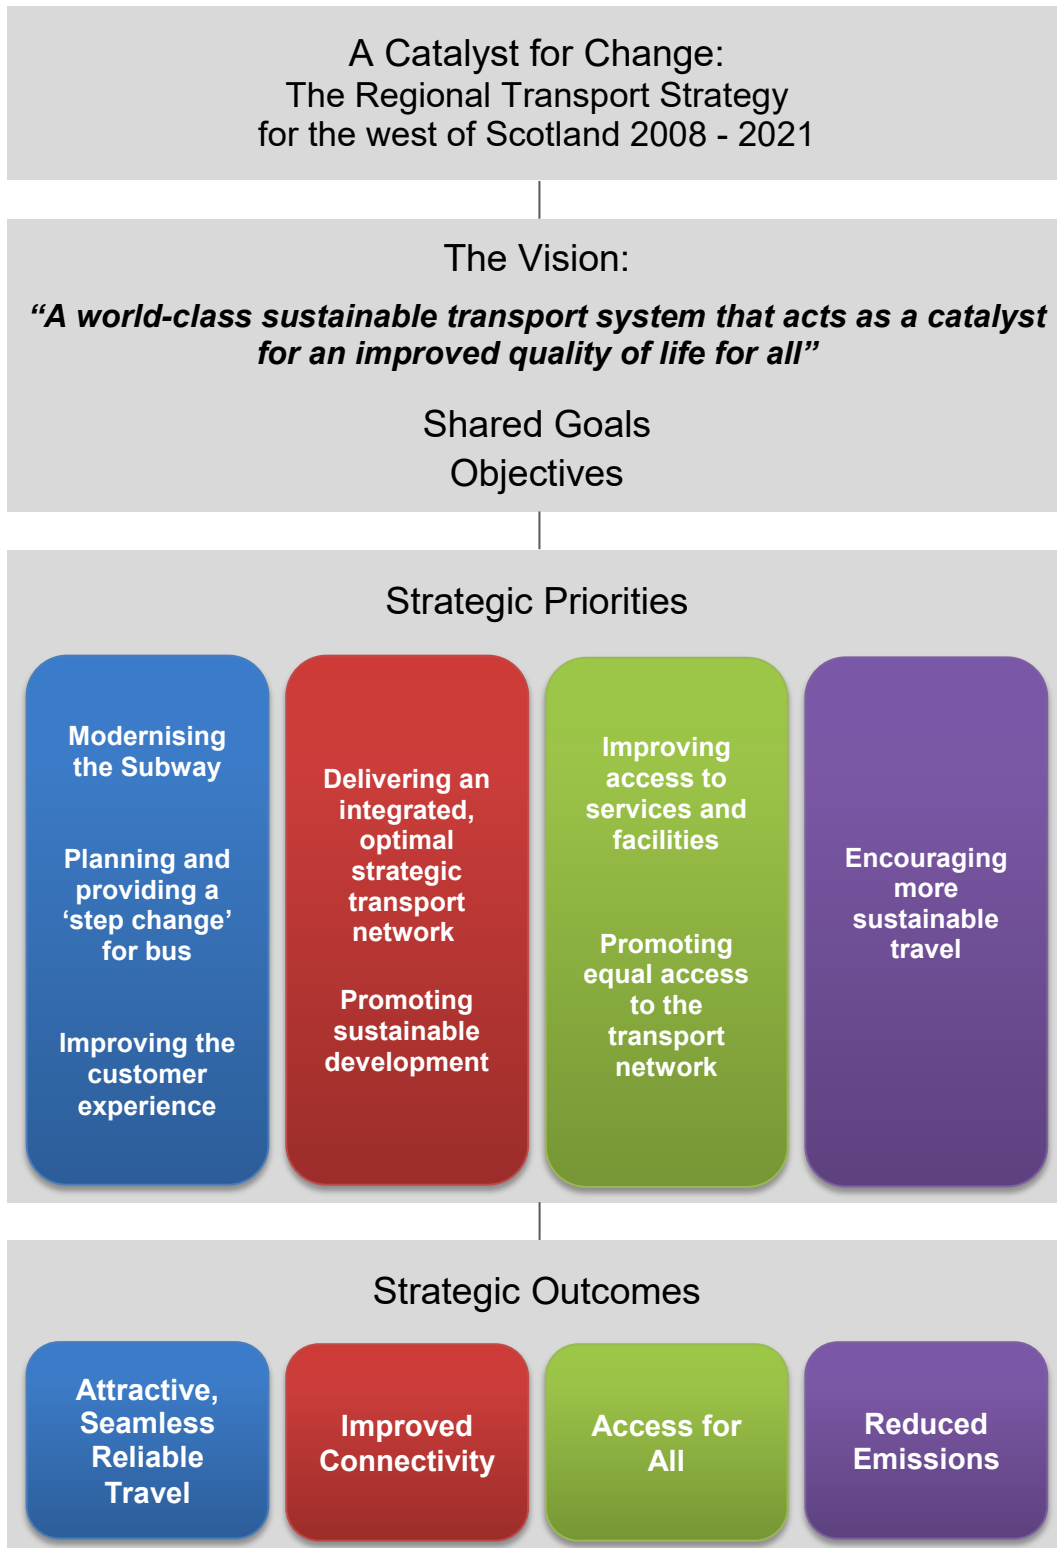 A Catalyst for Change:
The Regional Transport Strategy
for the west of Scotland 2008 - 2021
The Vision:
“A world-class sustainable transport system that acts as a catalyst
for an improved quality of life for all”
Shared Goals
Objectives
Strategic Priorities
Modernising
the Subway
Planning and
providing a
‘step change’
for bus
Improving the
customer
experience
Delivering an
integrated,
optimal
strategic
transport
network
Promoting
sustainable
development
Improving
access to
services and
facilities
Promoting
equal access
to the
transport
network
Encouraging
more
sustainable
travel
Strategic Outcomes
Attractive,
Seamless
Reliable
Travel
Improved
Connectivity
Access for
All
Reduced
Emissions